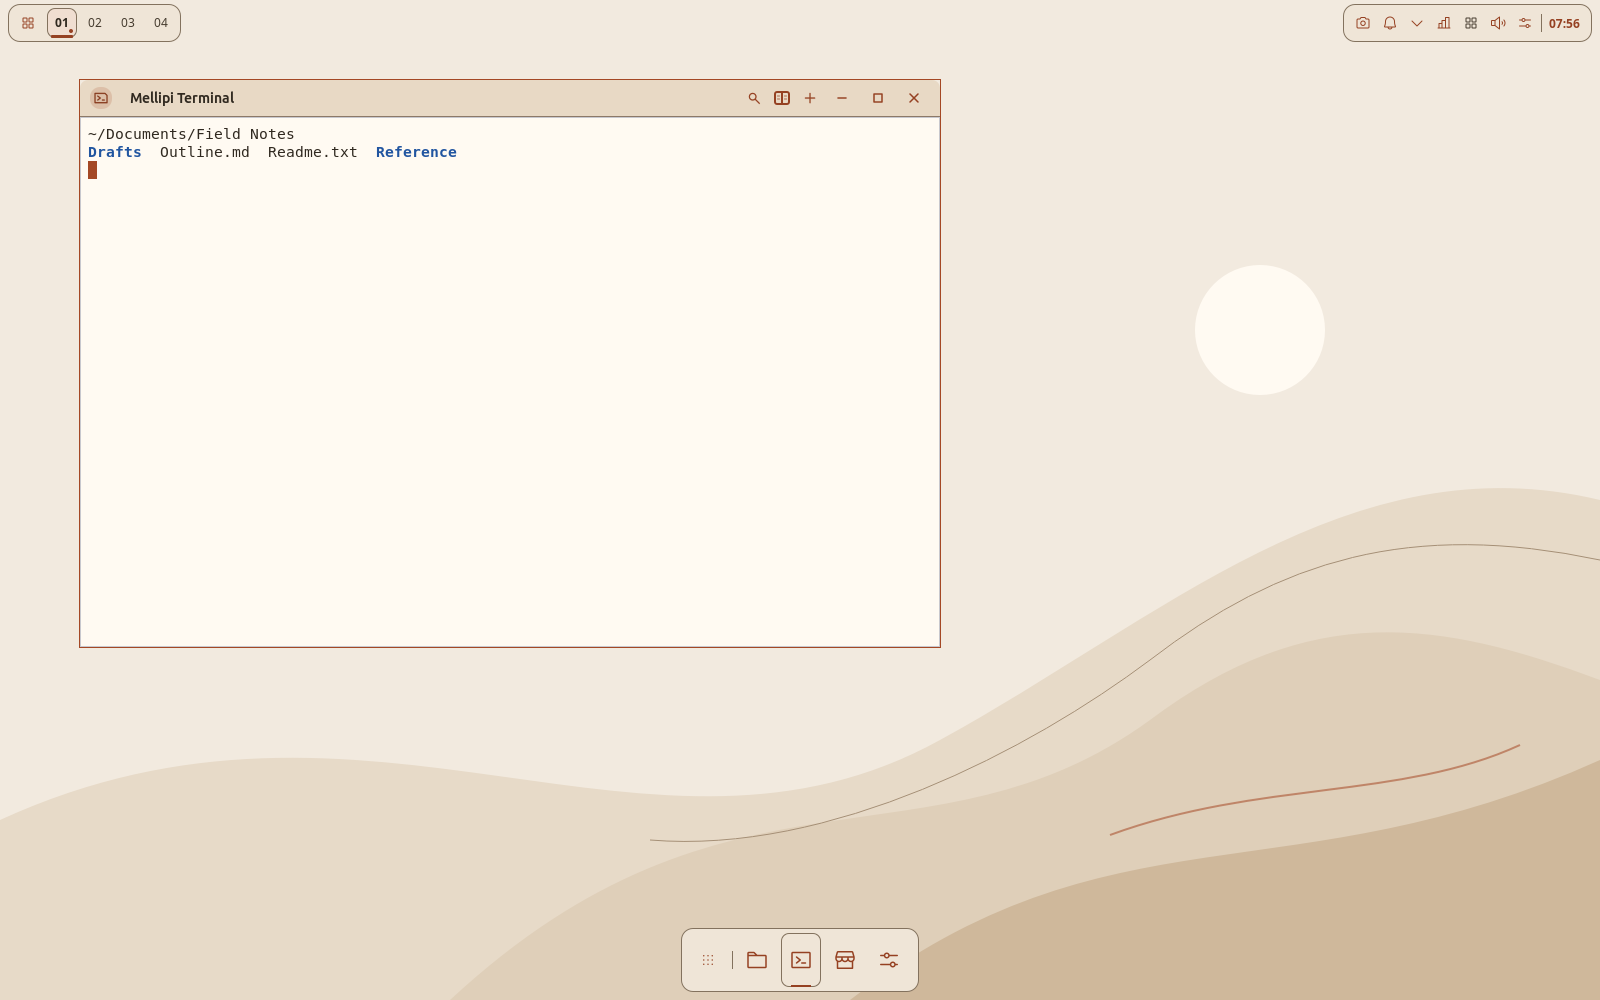 01 02 03 04
07:56
Mellipi Terminal
~/Documents/Field Notes
Drafts  Outline.md  Readme.txt  Reference